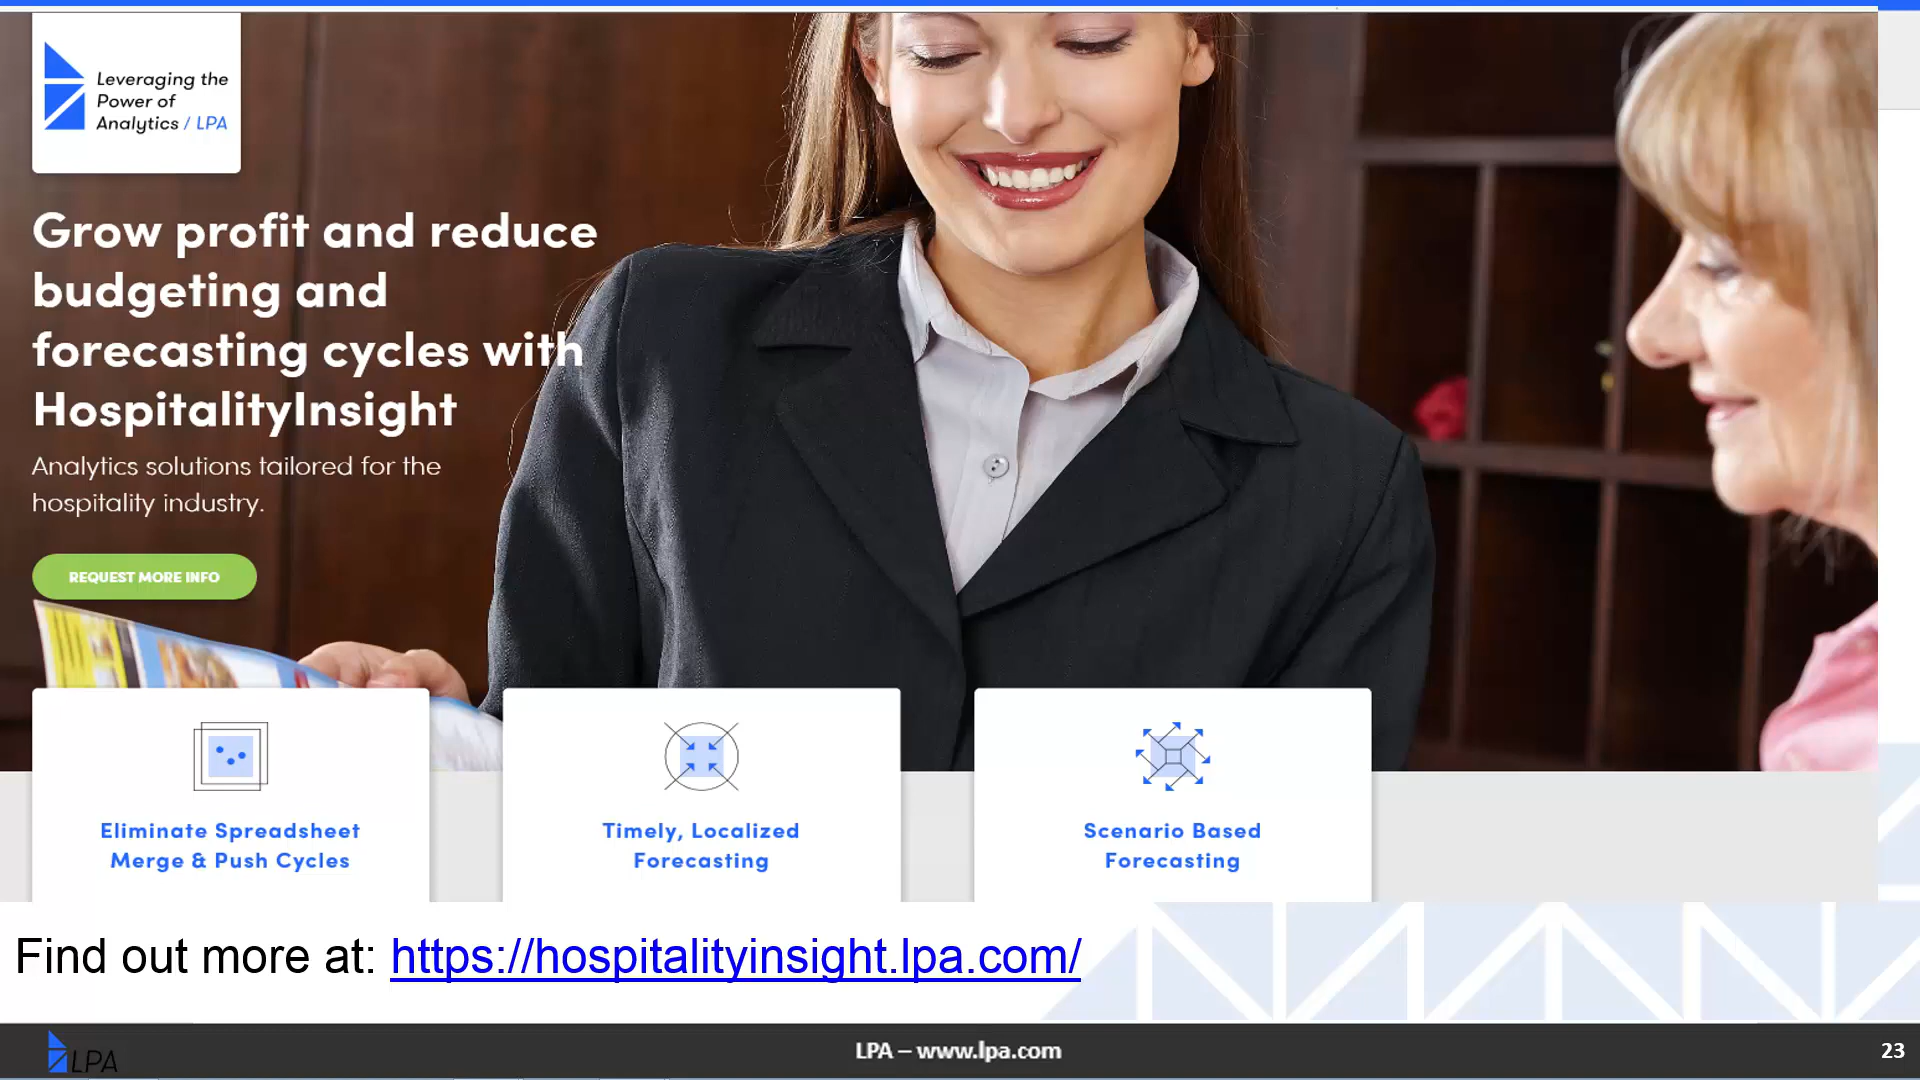 Leveraging the
Power of
Analytics / LPA
Grow profit and reduce
budgeting and
forecasting cycles with
HospitalityInsight
Analytics solutions tailored for the
hospitality industry.
REQUEST MORE INFO
Eliminate Spreadsheet
Merge & Push Cycles
Timely, Localized
Forecasting
Scenario Based
Forecasting
Find out more at: https://hospitalityinsight.lpa.com/
LPA
LPA – www.lpa.com
23